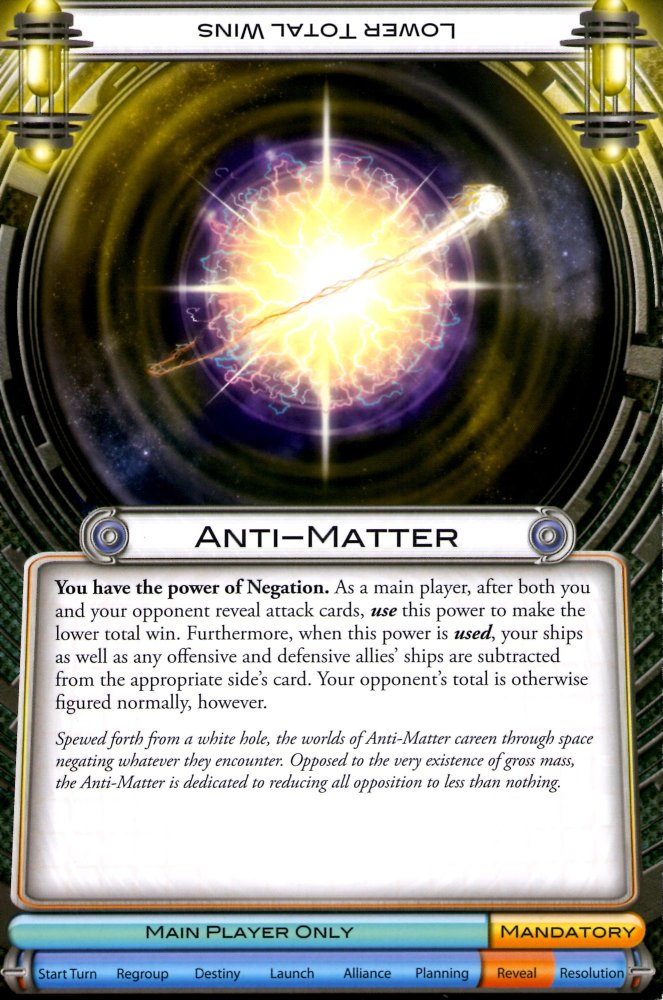 LOWER TOTAL WINS
ANTI–MATTER
You have the power of Negation. As a main player, after both you
and your opponent reveal attack cards, use this power to make the
lower total win. Furthermore, when this power is used, your ships
as well as any offensive and defensive allies’ ships are subtracted
from the appropriate side’s card. Your opponent’s total is otherwise
figured normally, however.
Spewed forth from a white hole, the worlds of Anti-Matter careen through space
negating whatever they encounter. Opposed to the very existence of gross mass,
the Anti-Matter is dedicated to reducing all opposition to less than nothing.
MAIN PLAYER ONLY MANDATORY
Start Turn Regroup Destiny Launch Alliance Planning Reveal Resolution